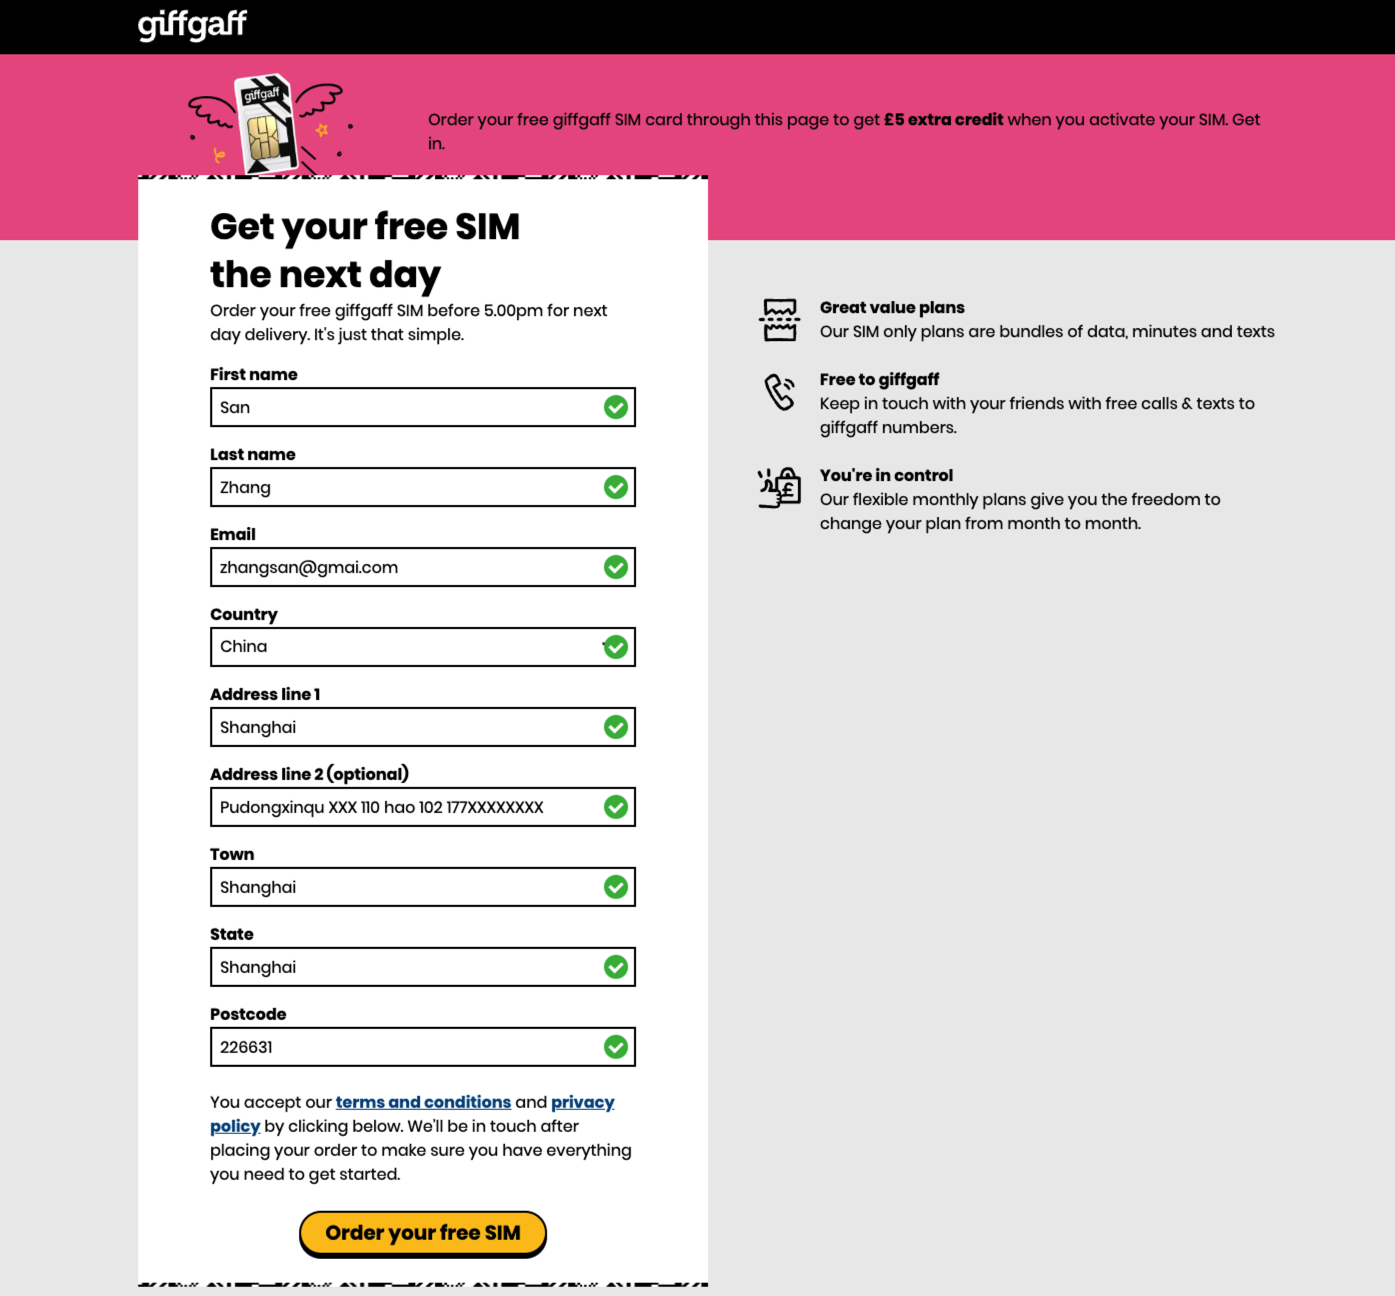 giffgaff
giffgaff
Order your free giffgaff SIM card through this page to get £5 extra credit when you activate your SIM. Get
in.
Get your free SIM
the next day
Order your free giffgaff SIM before 5.00pm for next
day delivery. It's just that simple.
First name
San
Last name
Zhang
Email
zhangsan@gmai.com
Country
China
Address line 1
Shanghai
Address line 2 (optional)
Pudongxinqu XXX 110 hao 102 177XXXXXXXX
Town
Shanghai
State
Shanghai
Postcode
226631
You accept our terms and conditions and privacy
policy by clicking below. We'll be in touch after
placing your order to make sure you have everything
you need to get started.
Order your free SIM
Great value plans
Our SIM only plans are bundles of data, minutes and texts
Free to giffgaff
Keep in touch with your friends with free calls & texts to
giffgaff numbers.
£
You're in control
Our flexible monthly plans give you the freedom to
change your plan from month to month.